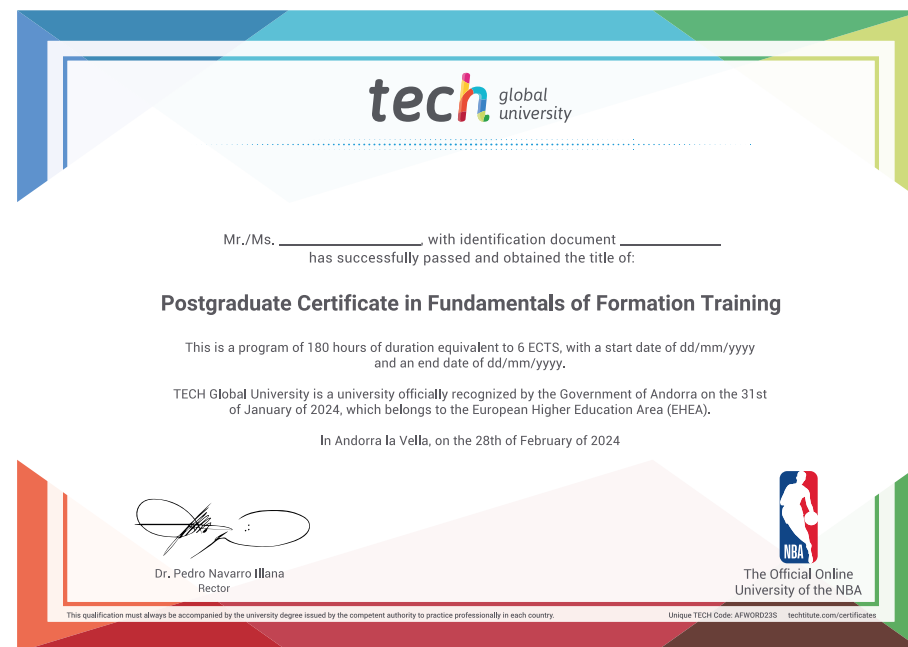 tech global university
Mr./Ms. ____________________, with identification document ______________
has successfully passed and obtained the title of:
Postgraduate Certificate in Fundamentals of Formation Training
This is a program of 180 hours of duration equivalent to 6 ECTS, with a start date of dd/mm/yyyy
and an end date of dd/mm/yyyy.
TECH Global University is a university officially recognized by the Government of Andorra on the 31st
of January of 2024, which belongs to the European Higher Education Area (EHEA).
In Andorra la Vella, on the 28th of February of 2024
NBA
Dr. Pedro Navarro Illana
Rector
The Official Online
University of the NBA
This qualification must always be accompanied by the university degree issued by the competent authority to practice professionally in each country.
Unique TECH Code: AFWORD23S techtitute.com/certificates